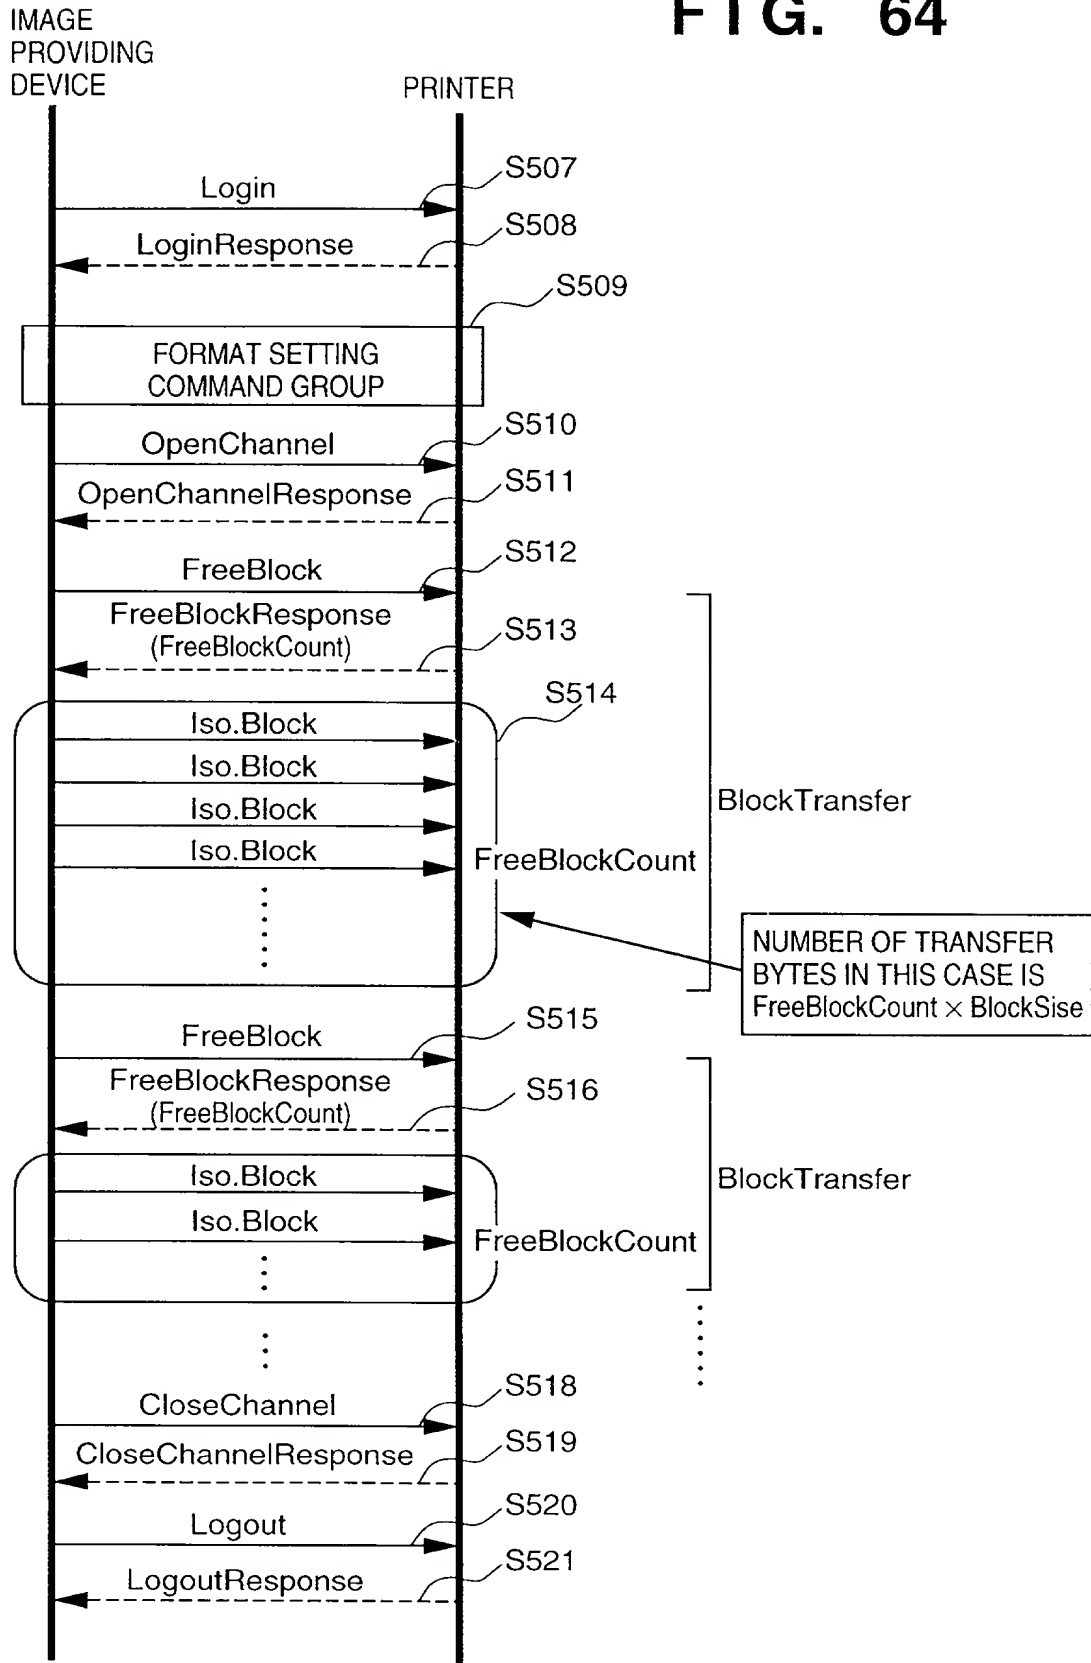 FIG. 64
IMAGE
PROVIDING
DEVICE
PRINTER
Login
S507
LoginResponse
S508
S509
FORMAT SETTING
COMMAND GROUP
OpenChannel
S510
OpenChannelResponse
S511
FreeBlock
S512
FreeBlockResponse
(FreeBlockCount)
S513
S514
Iso.Block
Iso.Block
Iso.Block
Iso.Block
FreeBlockCount
BlockTransfer
NUMBER OF TRANSFER
BYTES IN THIS CASE IS
FreeBlockCount × BlockSise
FreeBlock
S515
FreeBlockResponse
(FreeBlockCount)
S516
Iso.Block
Iso.Block
FreeBlockCount
BlockTransfer
CloseChannel
S518
CloseChannelResponse
S519
Logout
S520
LogoutResponse
S521